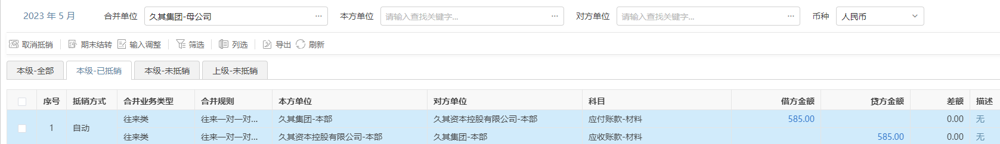 2023 年 5 月 合并单位 久其集团-母公司 ··· 本方单位 请输入查找关键字... ··· 对方单位 请输入查找关键字... ··· 币种 人民币
取消抵销 期末结转 输入调整 筛选 列选 导出 刷新
本级-全部 本级-已抵销 本级-未抵销 上级-未抵销
序号 抵销方式 合并业务类型 合并规则 本方单位 对方单位 科目 借方金额 贷方金额 差额 描述
1 自动 往来类 往来一对一对... 久其集团-本部 久其资本控股有限公司-本部 应付账款-材料 585.00 0.00 无
往来类 往来一对一对... 久其资本控股有限公司-本部 久其集团-本部 应收账款-材料 585.00 0.00 无